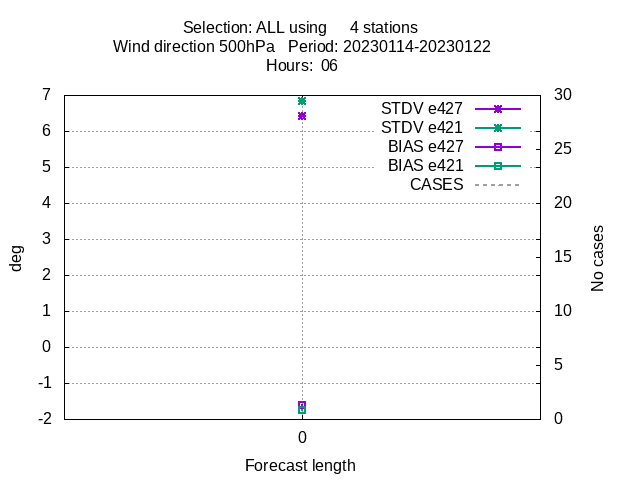 Selection: ALL using     4 stations
Wind direction 500hPa   Period: 20230114-20230122
Hours:  06
7
6
5
4
3
2
1
0
-1
-2
deg
30
25
20
15
10
5
0
No cases
STDV e427
STDV e421
BIAS e427
BIAS e421
CASES
0
Forecast length